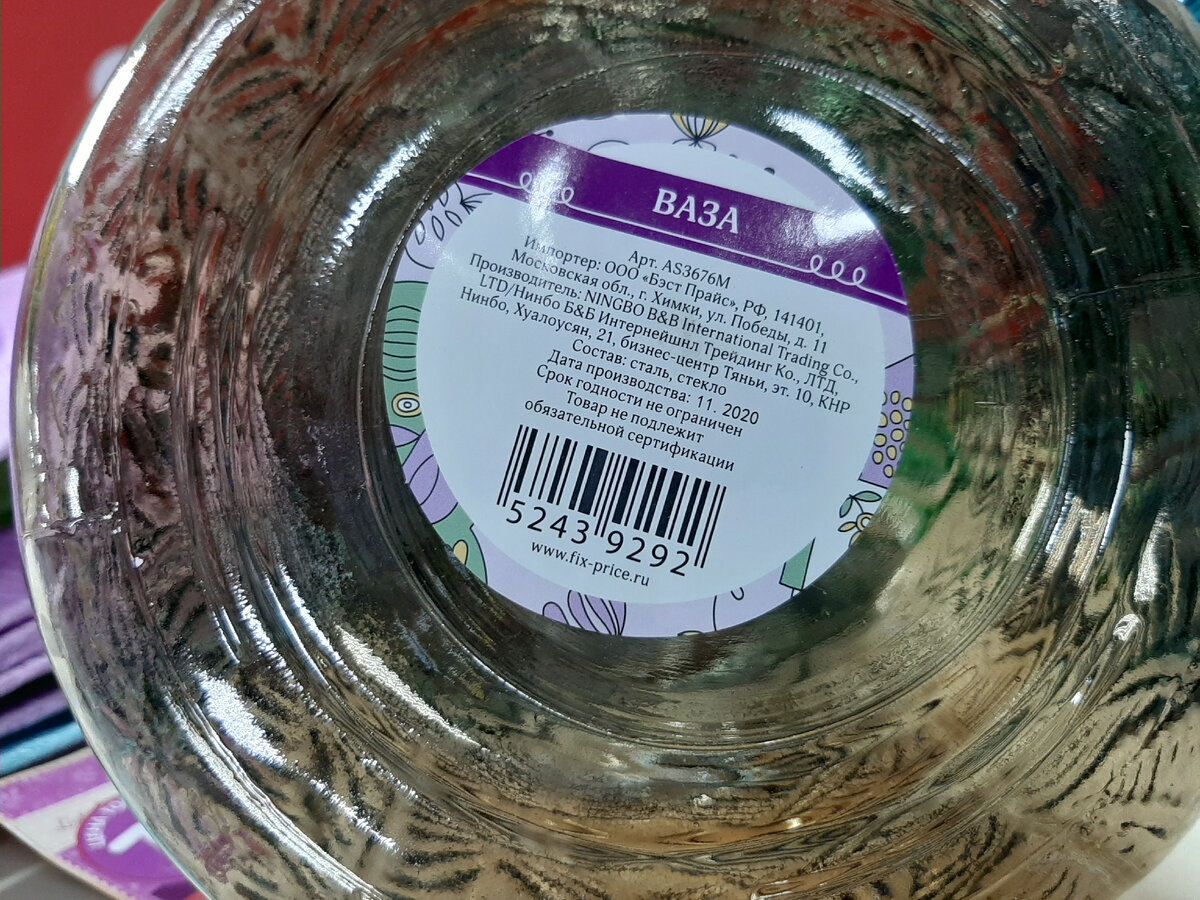 ВАЗА
Арт. AS3676M
Импортер: ООО «Бэст Прайс», РФ, 141401,
Московская обл., г. Химки, ул. Победы, д. 11
Производитель: NINGBO B&B International Trading Co.,
LTD/Нинбо Б&Б Интернейшнл Трейдинг Ко., ЛТД,
Нинбо, Хуалоусян, 21, бизнес-центр Тяньи, эт. 10, КНР
Состав: сталь, стекло
Дата производства: 11. 2020
Срок годности не ограничен
Товар не подлежит
обязательной сертификации
5243 9292
www.fix-price.ru